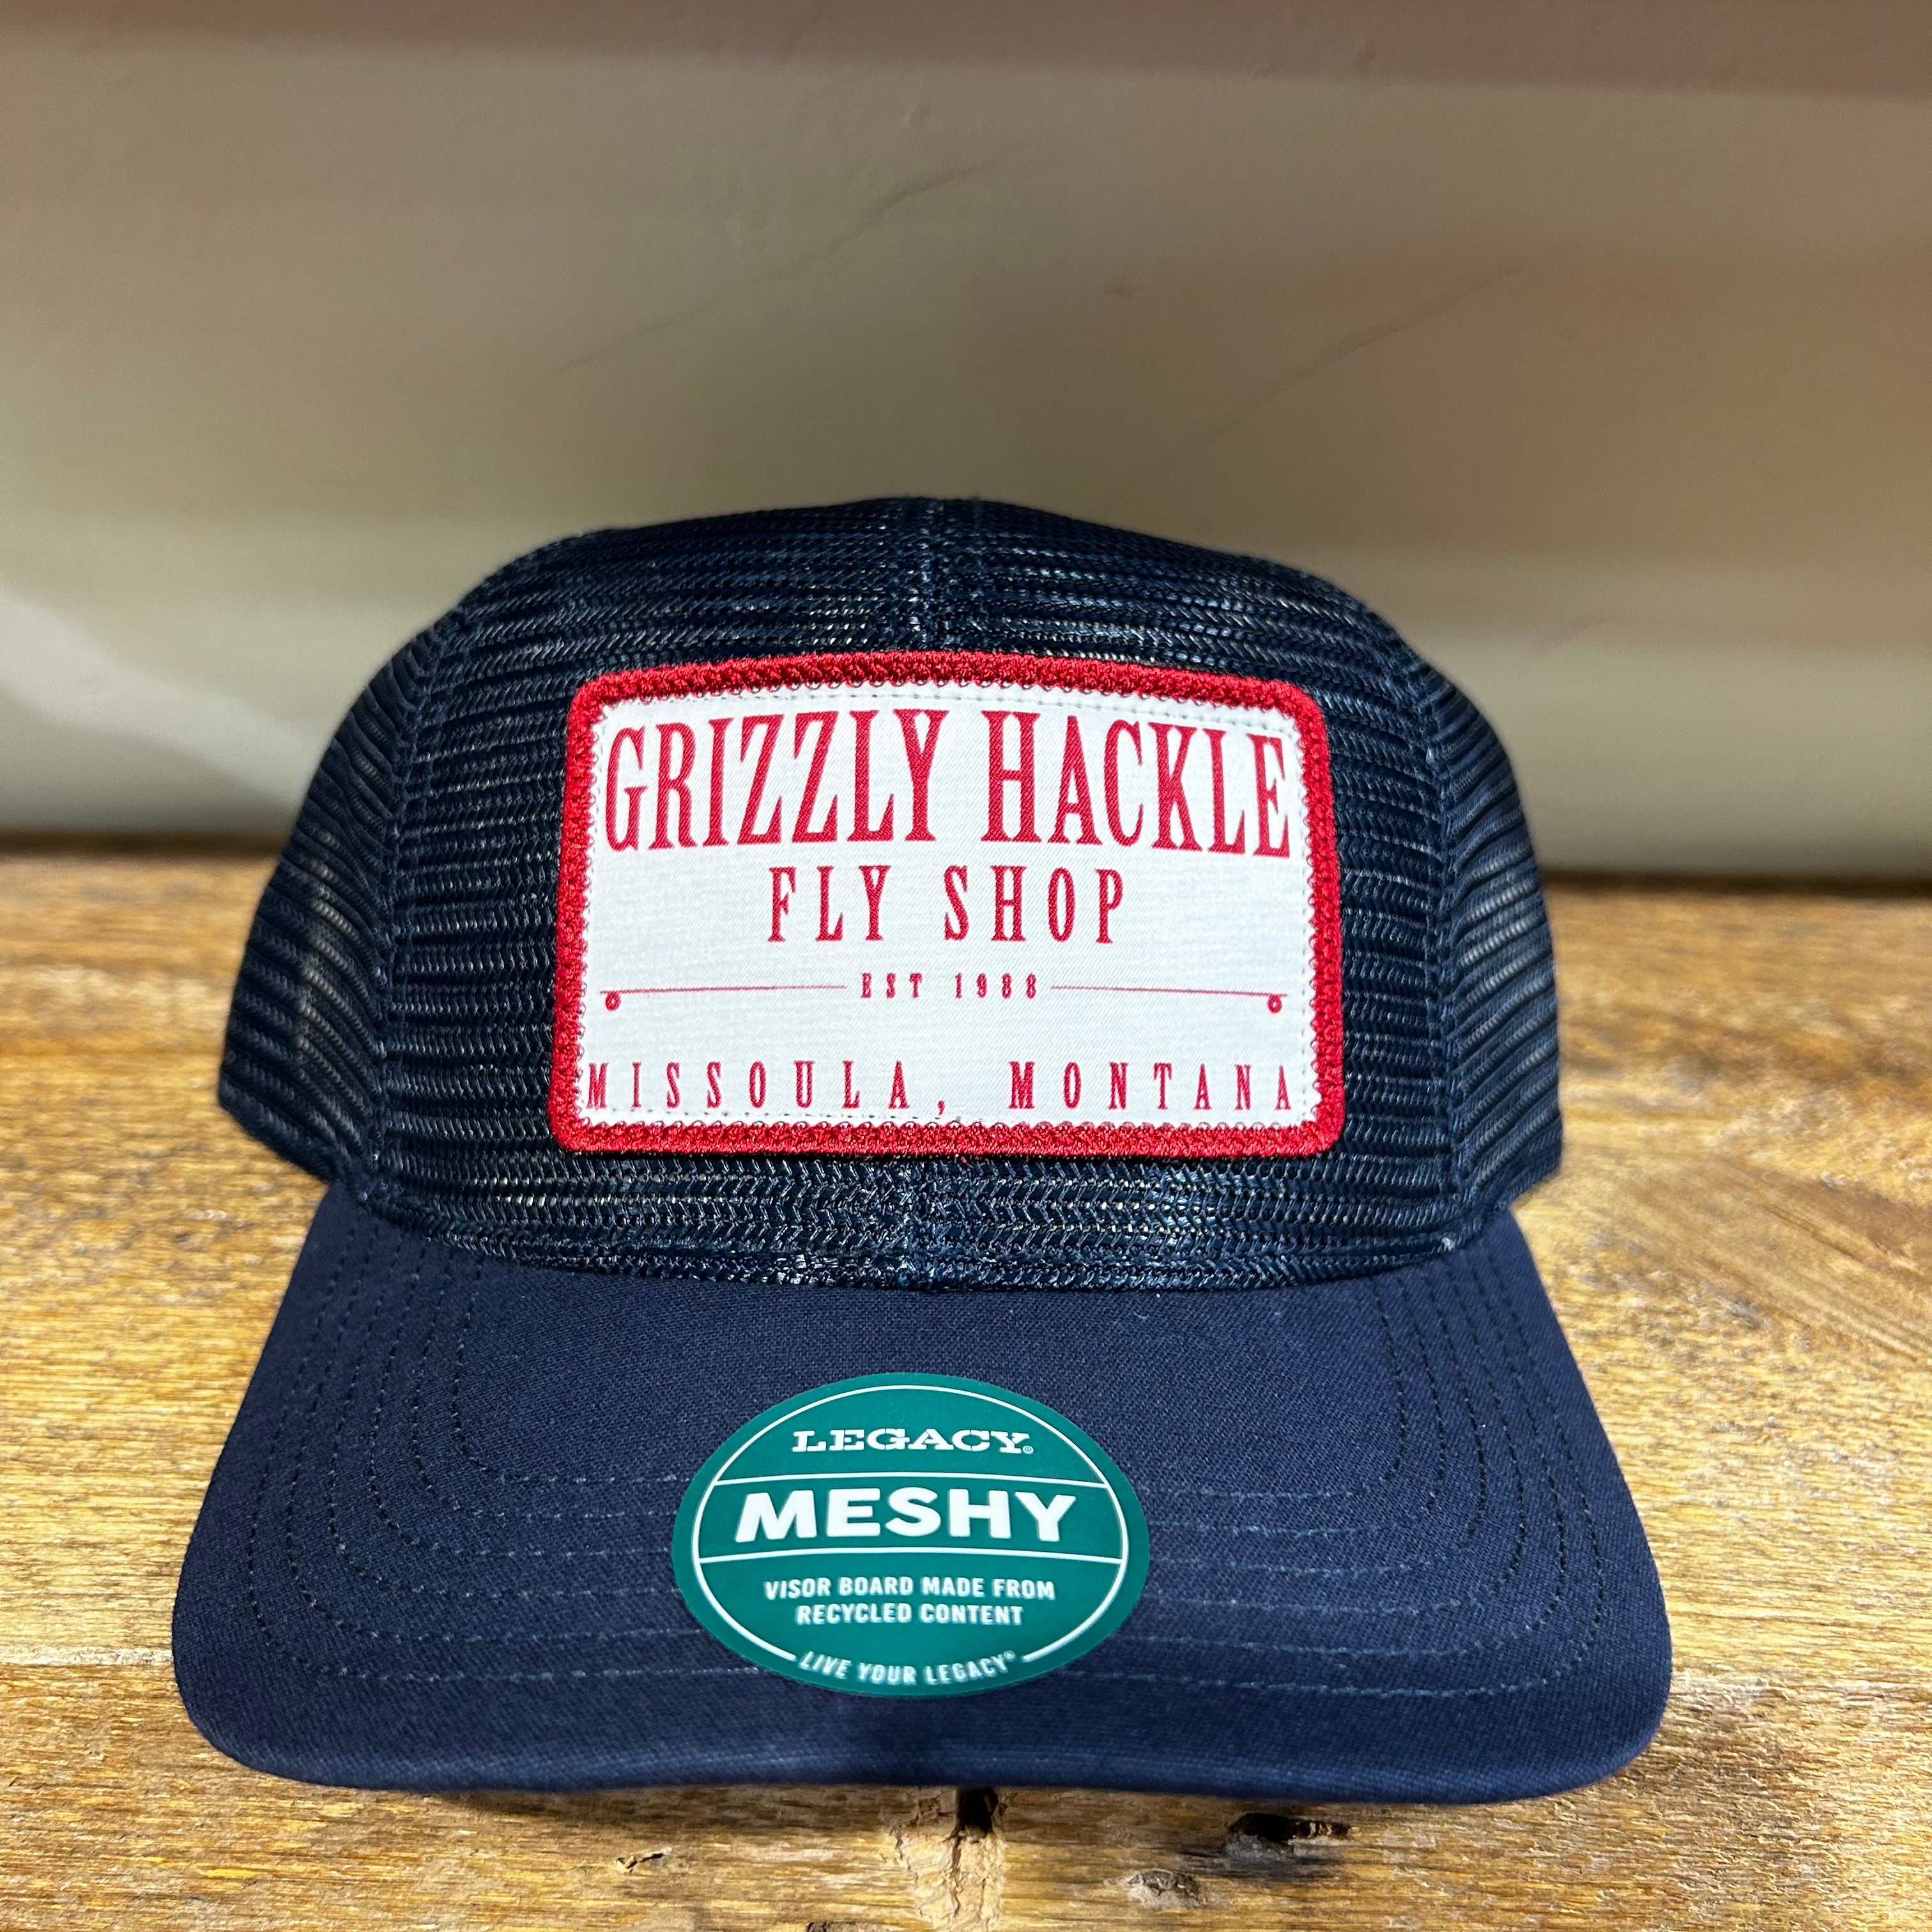 GRIZZLY HACKLE
FLY SHOP
EST 1988
MISSOULA, MONTANA
LEGACY®
MESHY
VISOR BOARD MADE FROM
RECYCLED CONTENT
LIVE YOUR LEGACY®